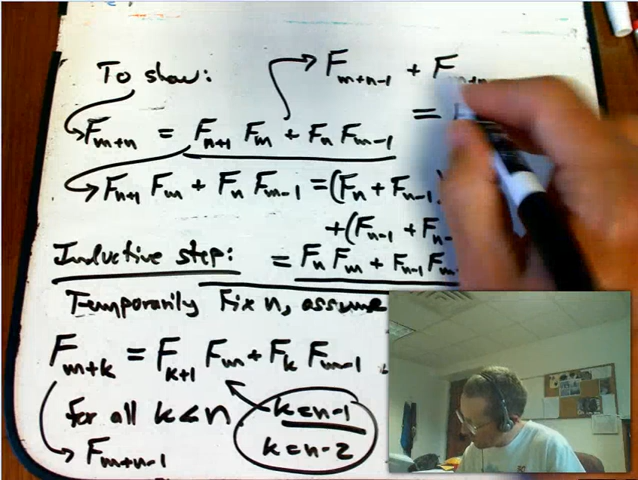 To show: F_{m+n-1} + F_{m+n-
F_{m+n} = F_{n+1} F_m + F_n F_{m-1} =
F_{n+1} F_m + F_n F_{m-1} = (F_n + F_{n-1})
+(F_{n-1} + F_{n-
Inductive step: = F_n F_m + F_{n-1} F_m
Temporarily Fix n, assume
F_{m+k} = F_{k+1} F_m + F_k F_{m-1}
for all k < n k=n-1
k=n-2
F_{m+n-1}